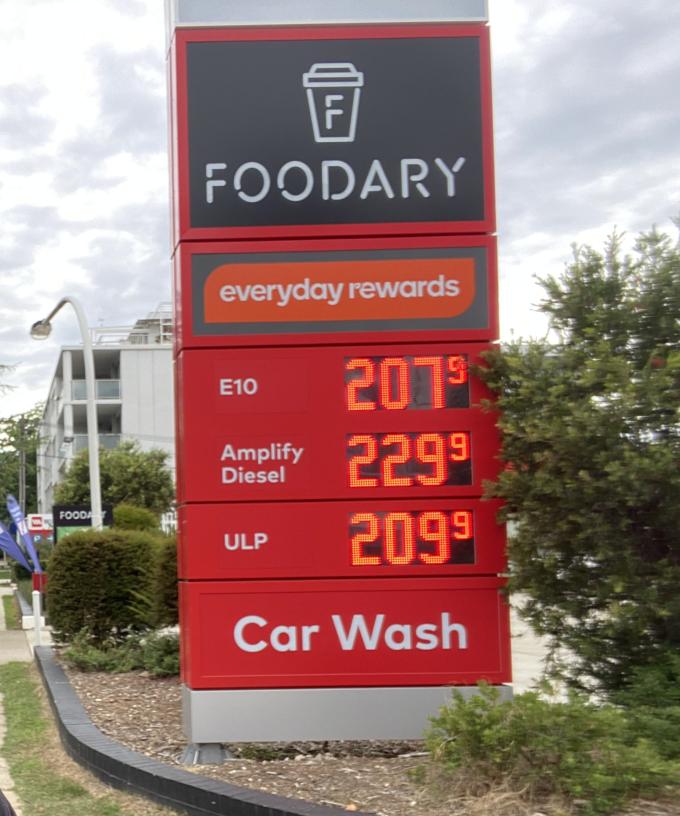 F
FOODARY
everyday rewards
E10 207.9
Amplify
Diesel 229.9
ULP 209.9
Car Wash
FOODARY